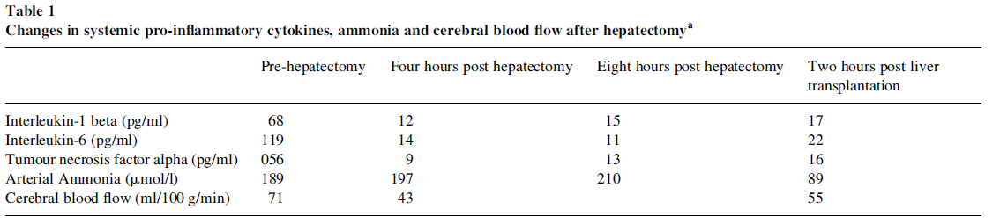 Table 1
Changes in systemic pro-inflammatory cytokines, ammonia and cerebral blood flow after hepatectomyᵃ
Pre-hepatectomy Four hours post hepatectomy Eight hours post hepatectomy Two hours post liver
transplantation
Interleukin-1 beta (pg/ml) 68 12 15 17
Interleukin-6 (pg/ml) 119 14 11 22
Tumour necrosis factor alpha (pg/ml) 056 9 13 16
Arterial Ammonia (μmol/l) 189 197 210 89
Cerebral blood flow (ml/100 g/min) 71 43 55